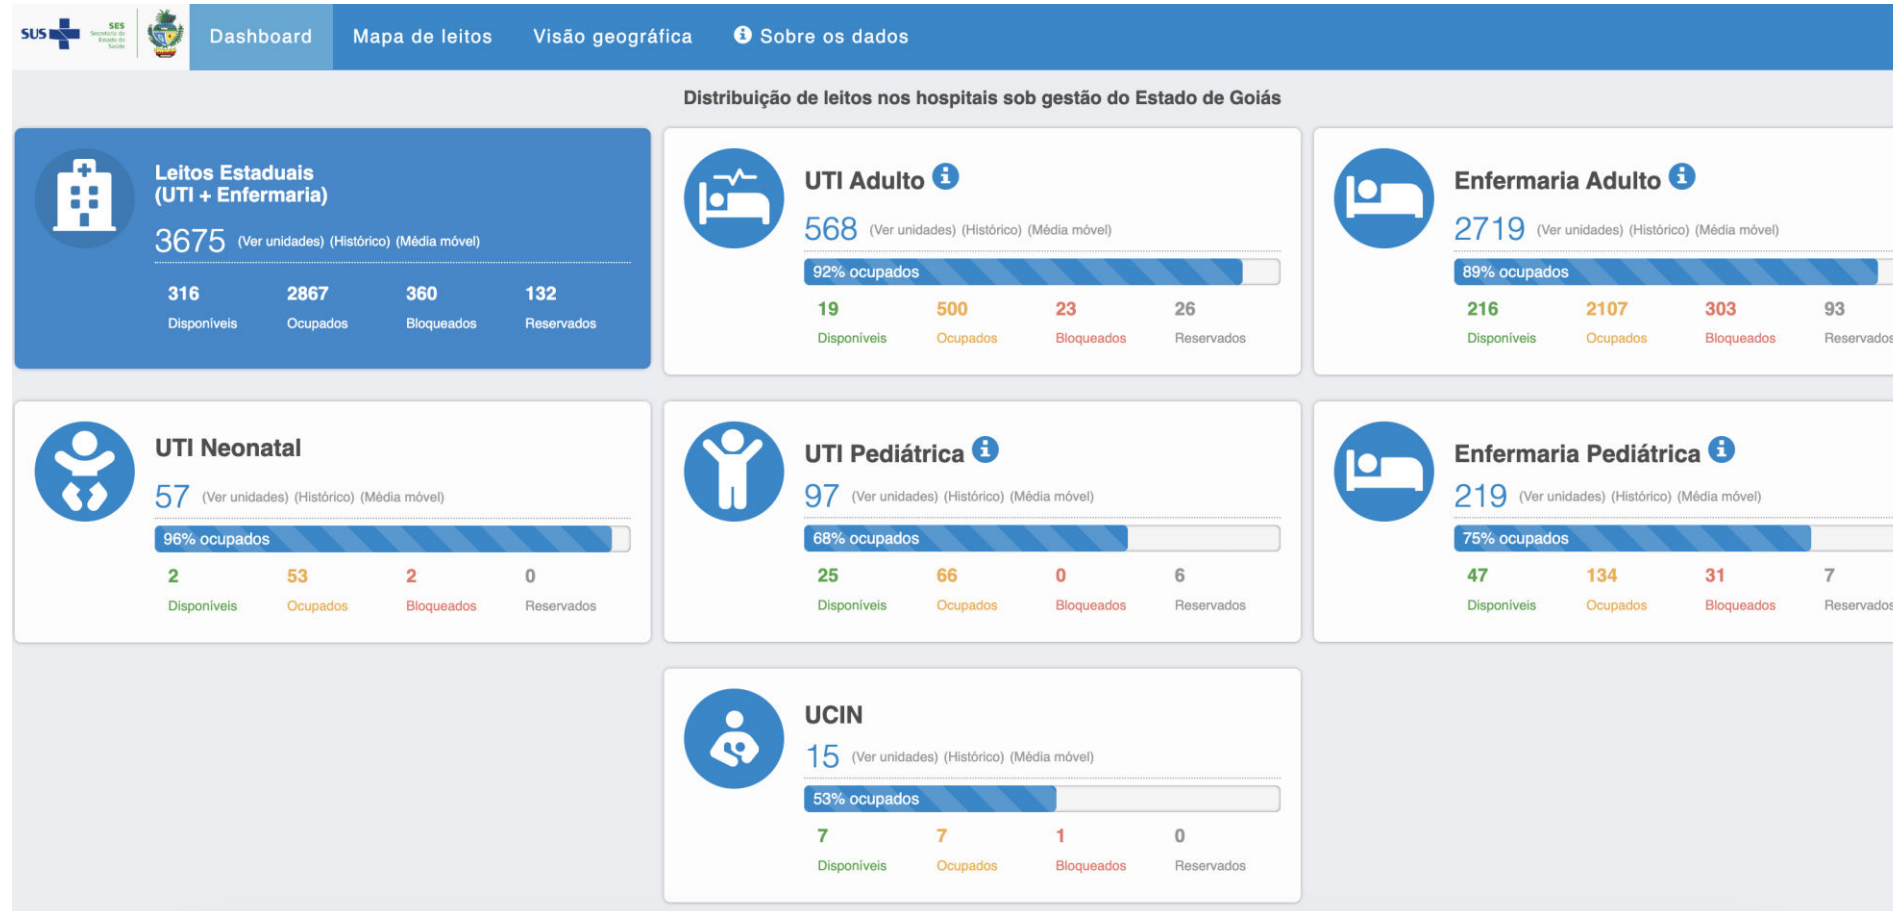 SUS
SES
Secretaria de
Estado da
Saúde
Dashboard
Mapa de leitos
Visão geográfica
Sobre os dados
Distribuição de leitos nos hospitais sob gestão do Estado de Goiás
Leitos Estaduais
(UTI + Enfermaria)
3675 (Ver unidades) (Histórico) (Média móvel)
316 2867 360 132
Disponíveis Ocupados Bloqueados Reservados
UTI Adulto
568 (Ver unidades) (Histórico) (Média móvel)
92% ocupados
19 500 23 26
Disponíveis Ocupados Bloqueados Reservados
Enfermaria Adulto
2719 (Ver unidades) (Histórico) (Média móvel)
89% ocupados
216 2107 303 93
Disponíveis Ocupados Bloqueados Reservados
UTI Neonatal
57 (Ver unidades) (Histórico) (Média móvel)
96% ocupados
2 53 2 0
Disponíveis Ocupados Bloqueados Reservados
UTI Pediátrica
97 (Ver unidades) (Histórico) (Média móvel)
68% ocupados
25 66 0 6
Disponíveis Ocupados Bloqueados Reservados
Enfermaria Pediátrica
219 (Ver unidades) (Histórico) (Média móvel)
75% ocupados
47 134 31 7
Disponíveis Ocupados Bloqueados Reservados
UCIN
15 (Ver unidades) (Histórico) (Média móvel)
53% ocupados
7 7 1 0
Disponíveis Ocupados Bloqueados Reservados